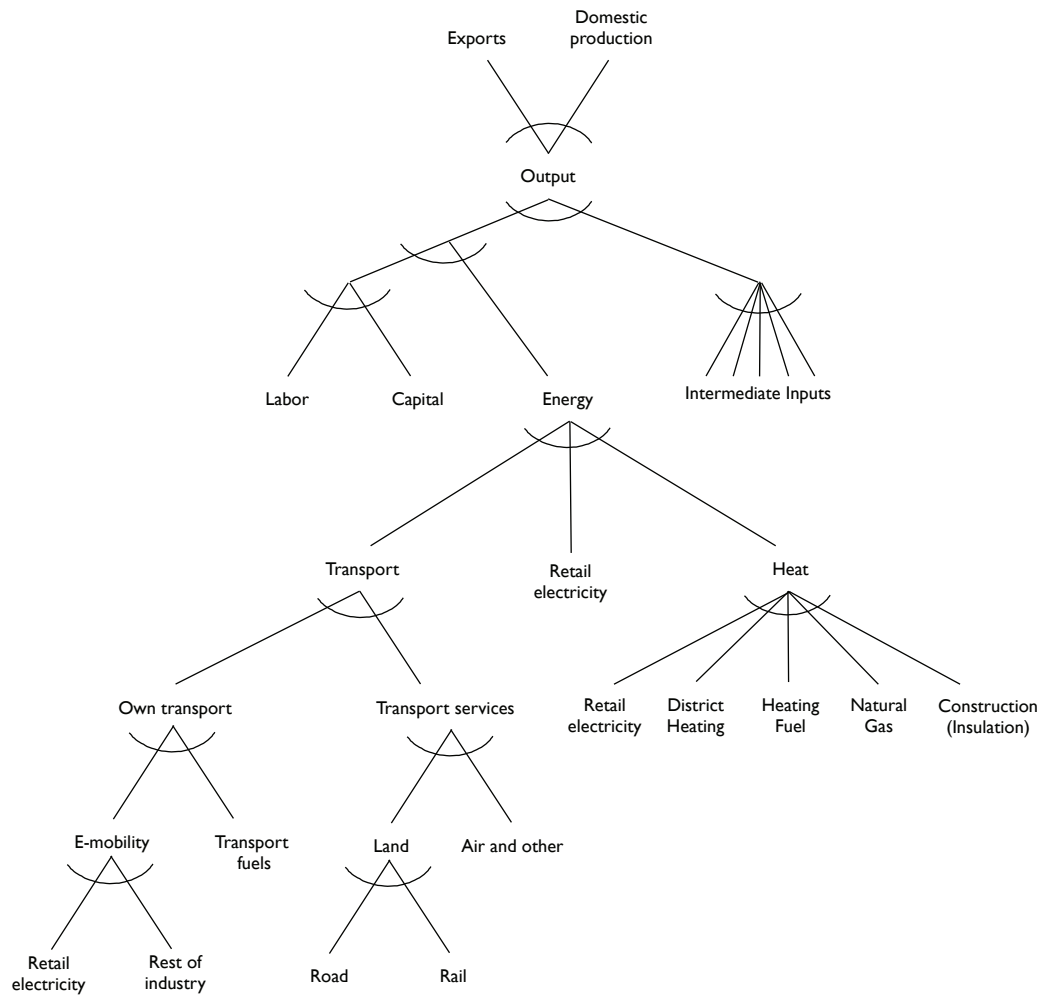 Exports
Domestic
production
Output
Labor
Capital
Energy
Intermediate Inputs
Transport
Retail
electricity
Heat
Own transport
Transport services
Retail
electricity
District
Heating
Heating
Fuel
Natural
Gas
Construction
(Insulation)
E-mobility
Transport
fuels
Land
Air and other
Retail
electricity
Rest of
industry
Road
Rail